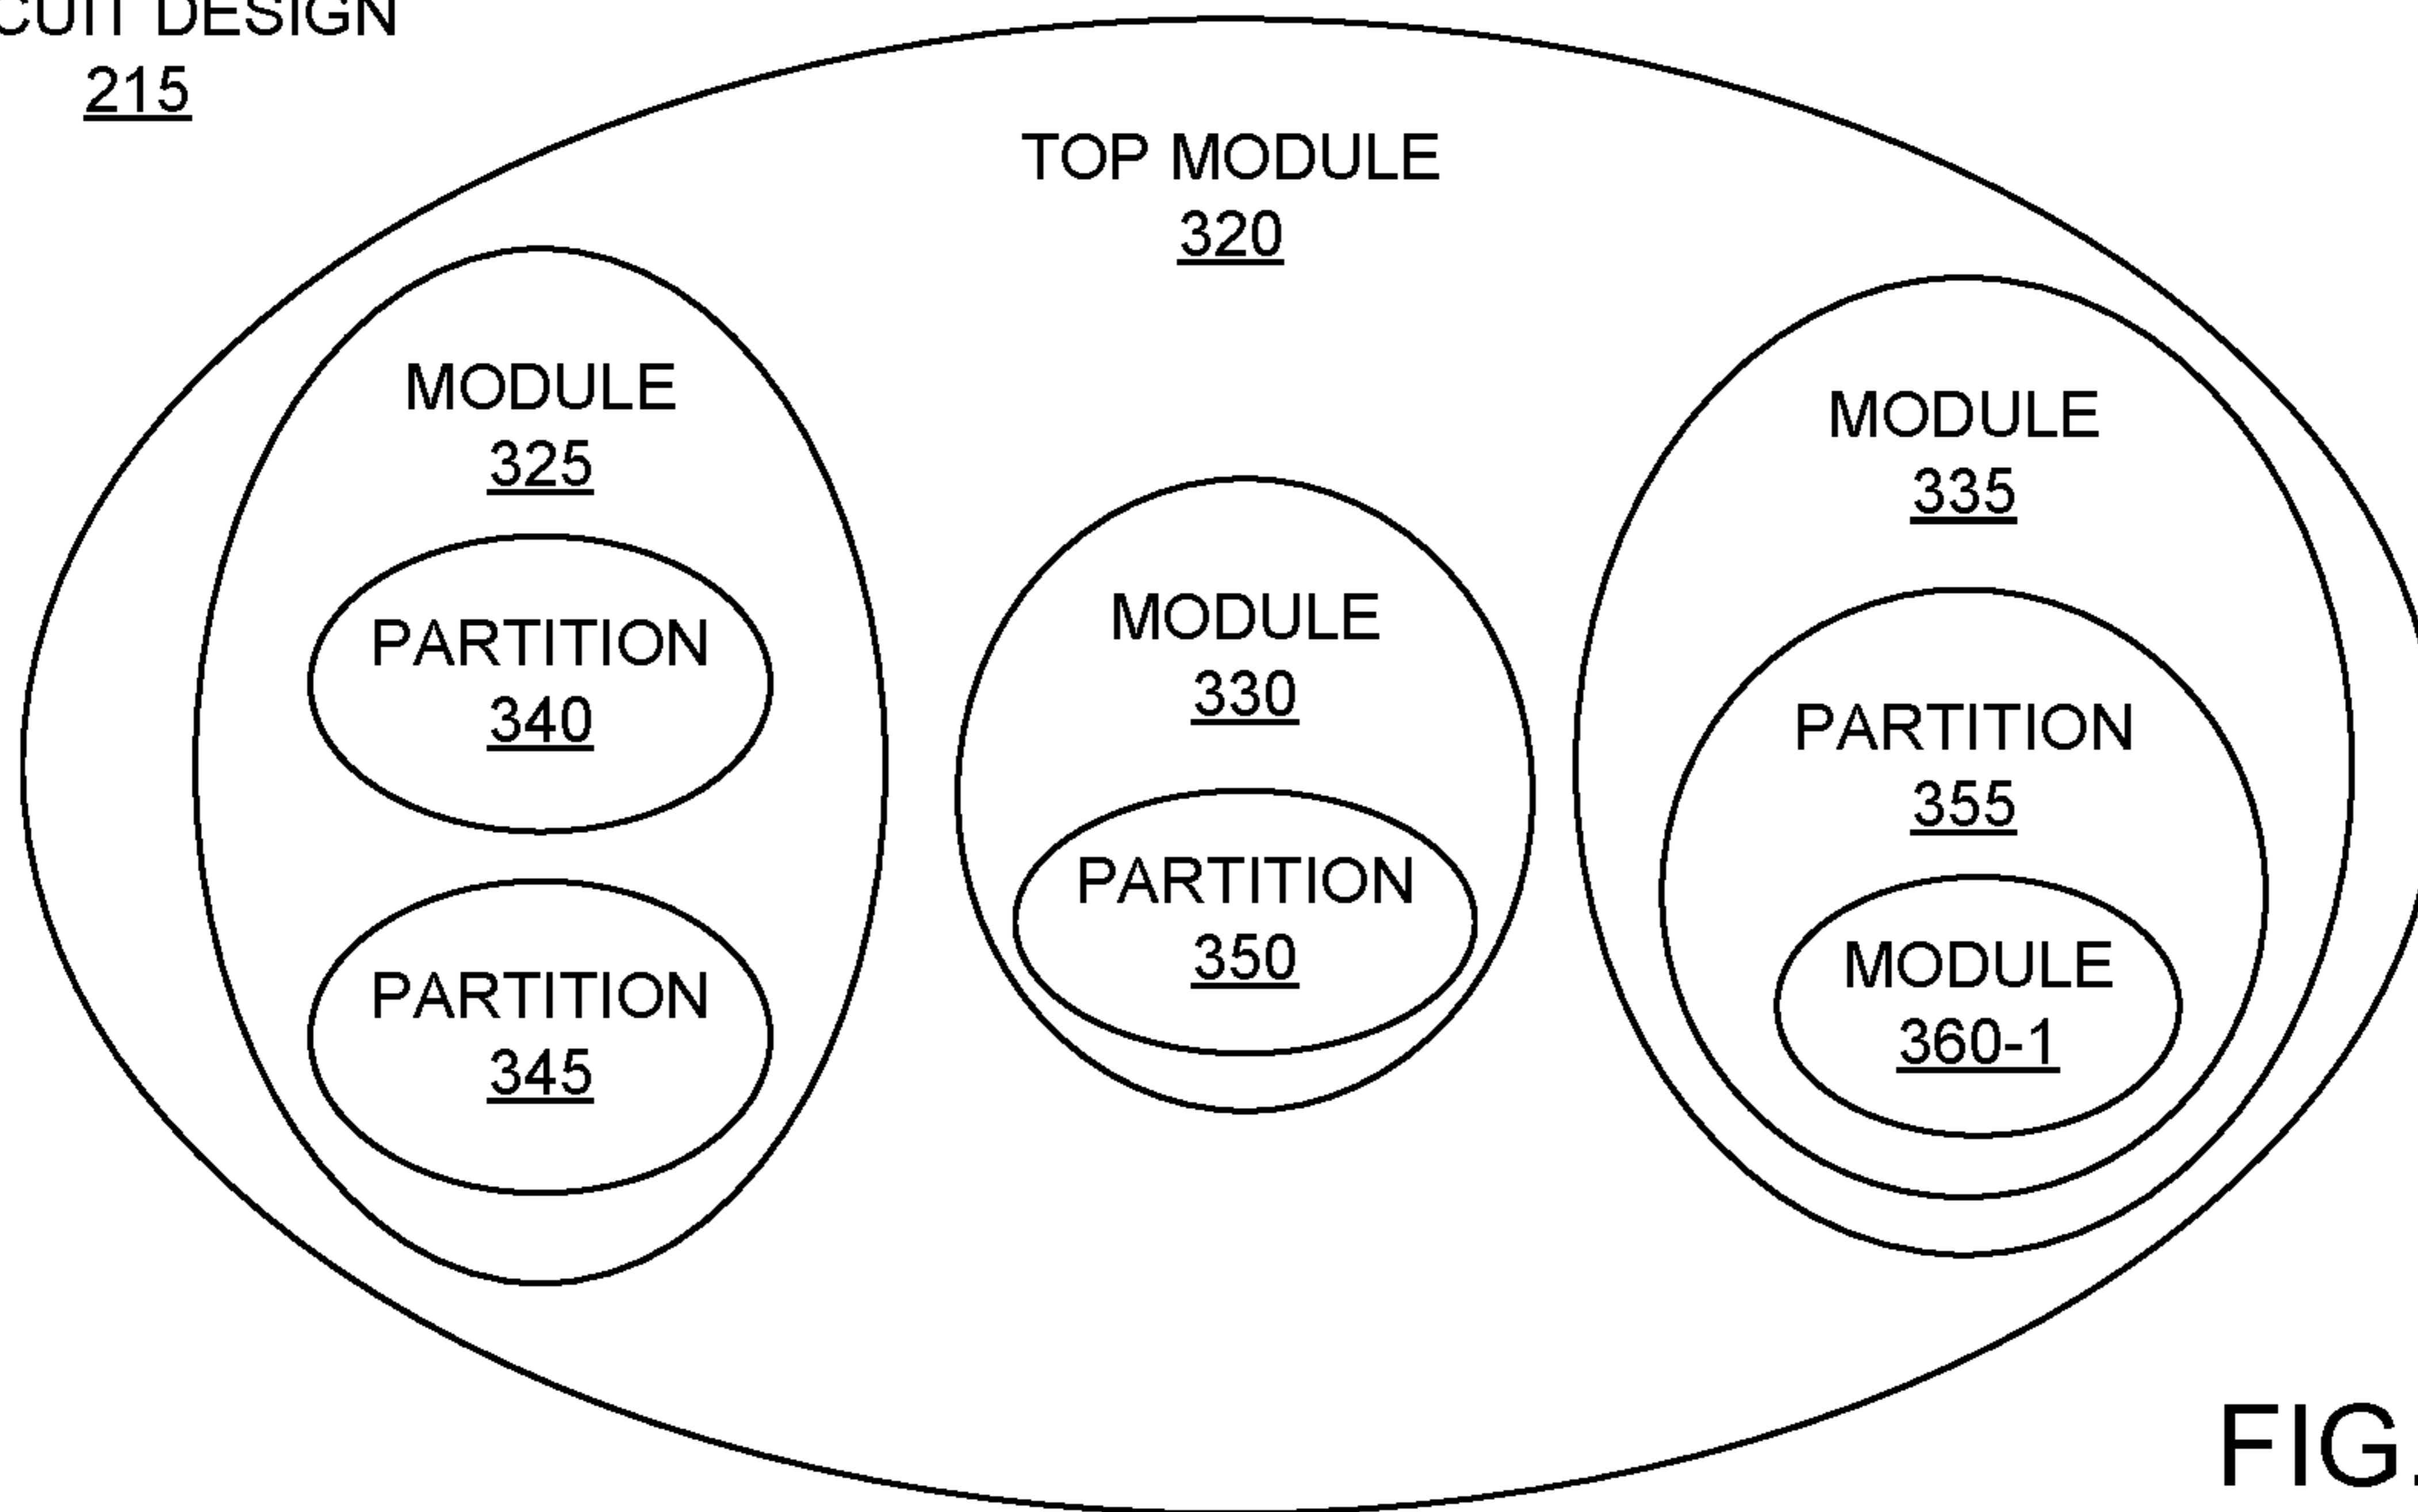 CUIT DESIGN
215
TOP MODULE
320
MODULE
325
PARTITION
340
PARTITION
345
MODULE
330
PARTITION
350
MODULE
335
PARTITION
355
MODULE
360-1
FIG.